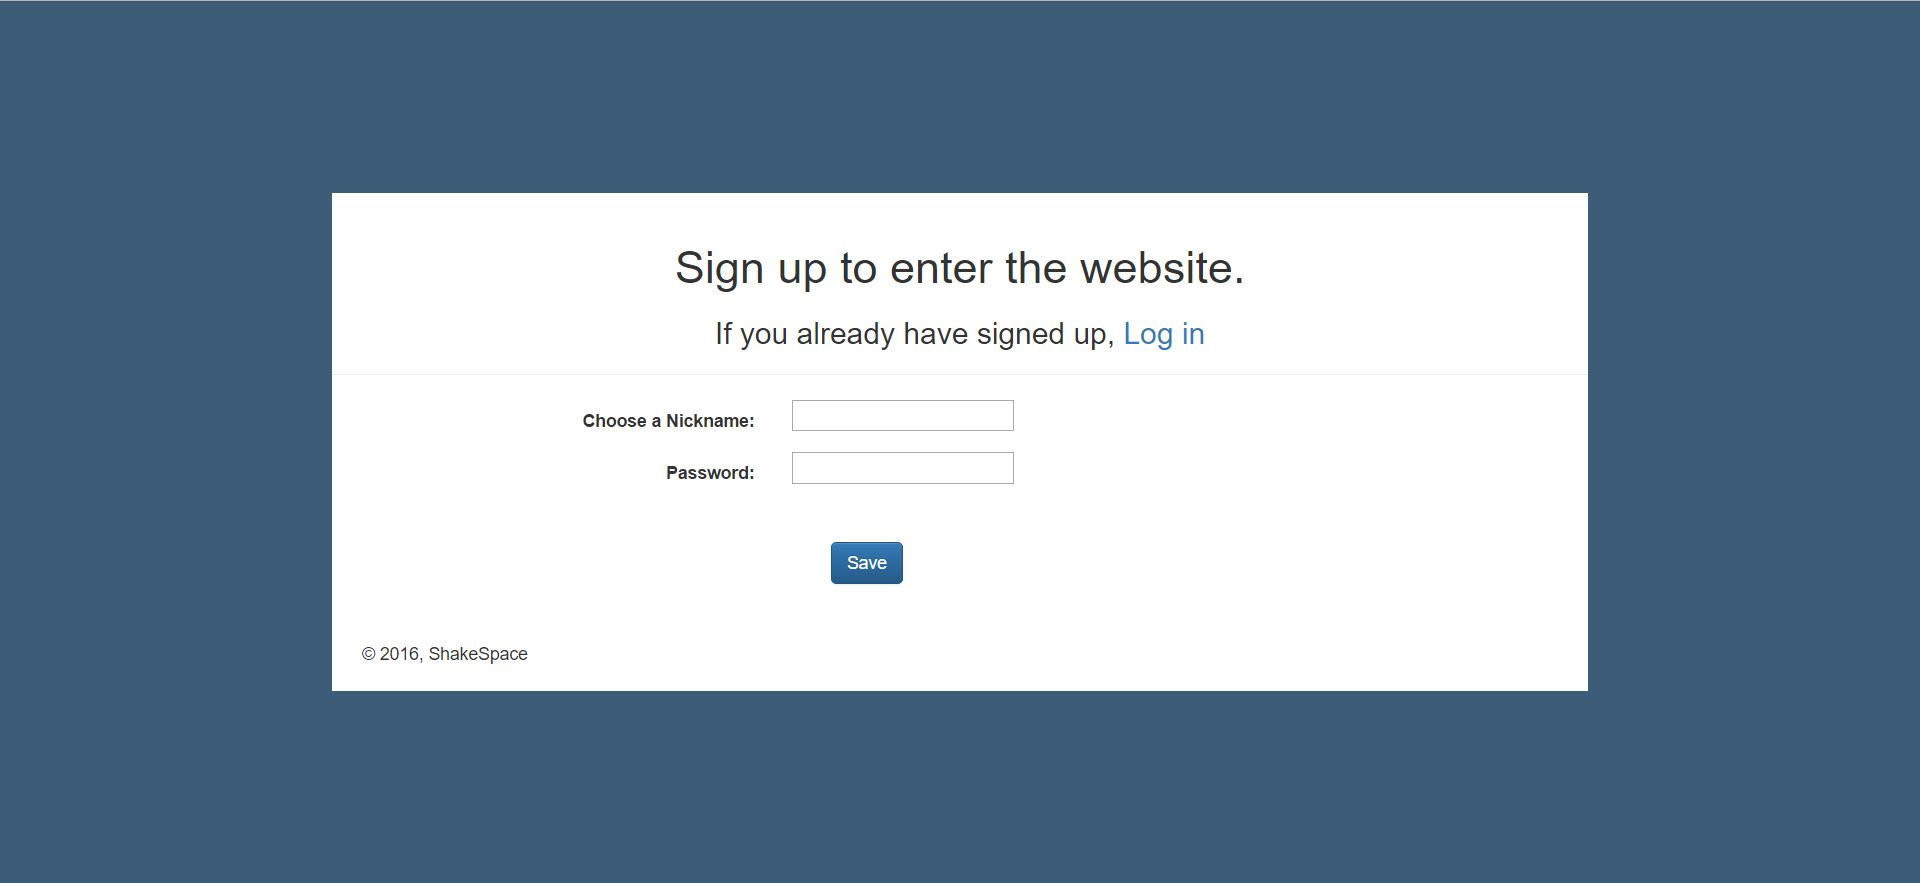 Sign up to enter the website.
If you already have signed up, Log in
Choose a Nickname:
Password:
Save
© 2016, ShakeSpace